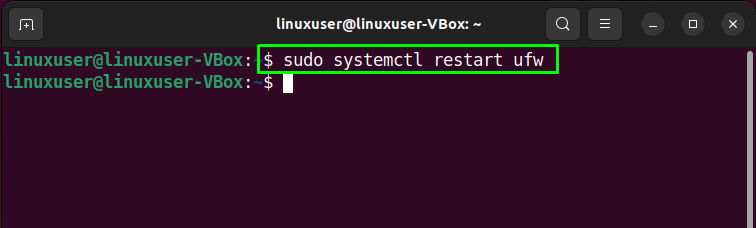 linuxuser@linuxuser-VBox: ~
linuxuser@linuxuser-VBox:~$ sudo systemctl restart ufw
linuxuser@linuxuser-VBox:~$